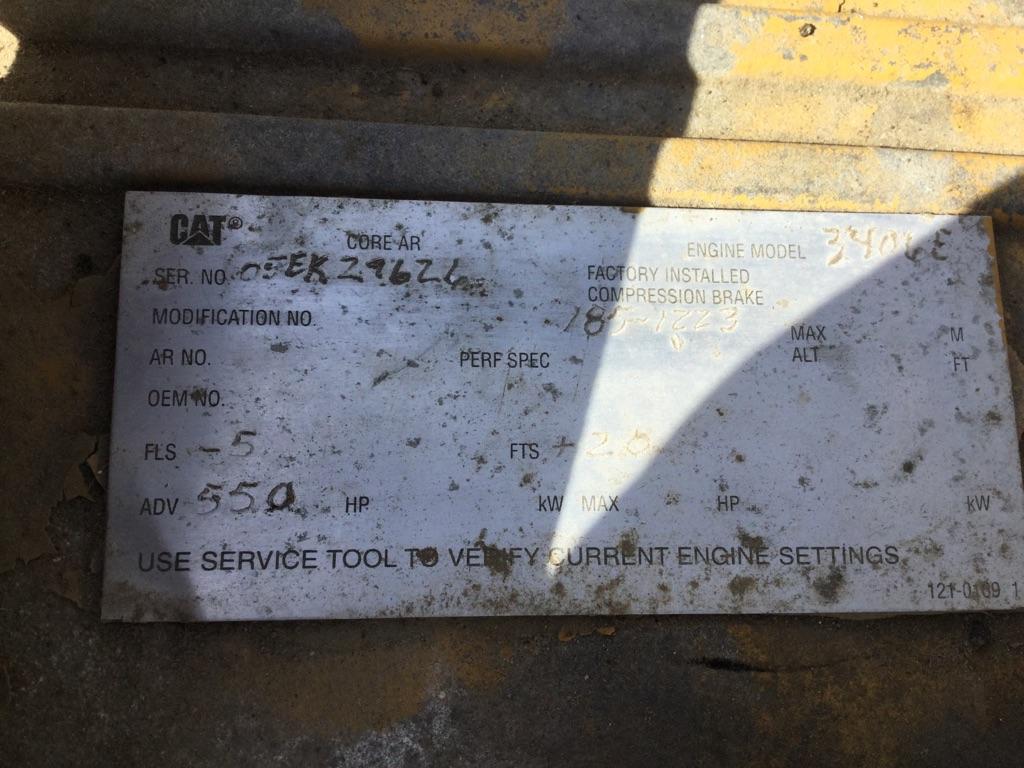 CAT®
CORE AR
ENGINE MODEL 3406E
SER. NO. 05EK29626
FACTORY INSTALLED
COMPRESSION BRAKE
MODIFICATION NO. 185-1223
MAX ALT M FT
AR NO. PERF SPEC
OEM NO.
FLS -5 FTS +20
ADV 550 HP kW MAX HP kW
USE SERVICE TOOL TO VERIFY CURRENT ENGINE SETTINGS